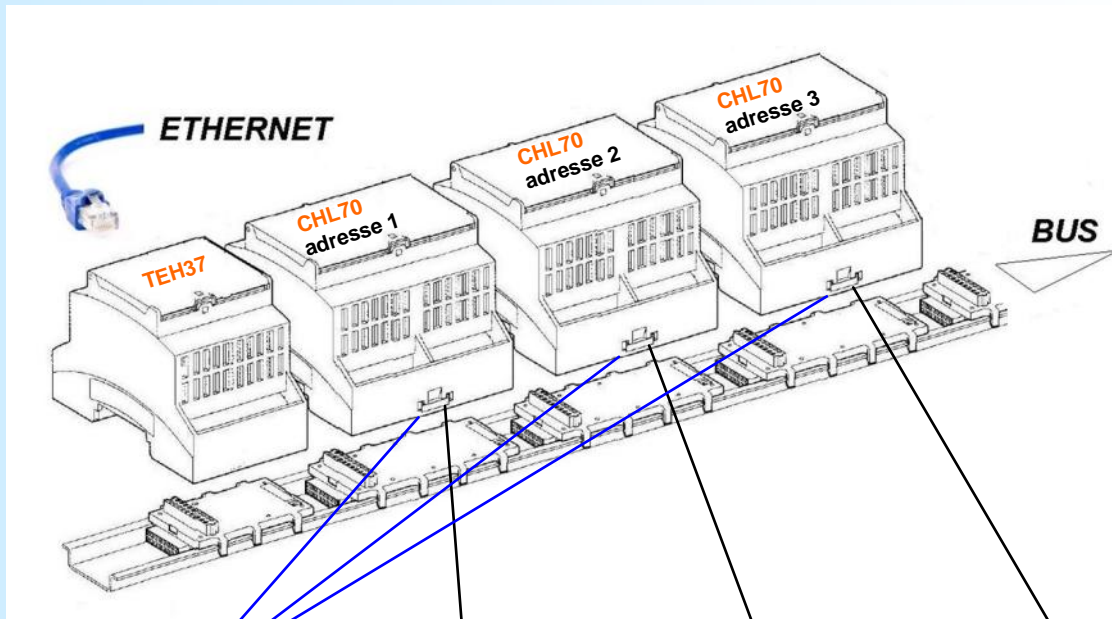 ETHERNET
TEH37
CHL70
adresse 1
CHL70
adresse 2
CHL70
adresse 3
BUS